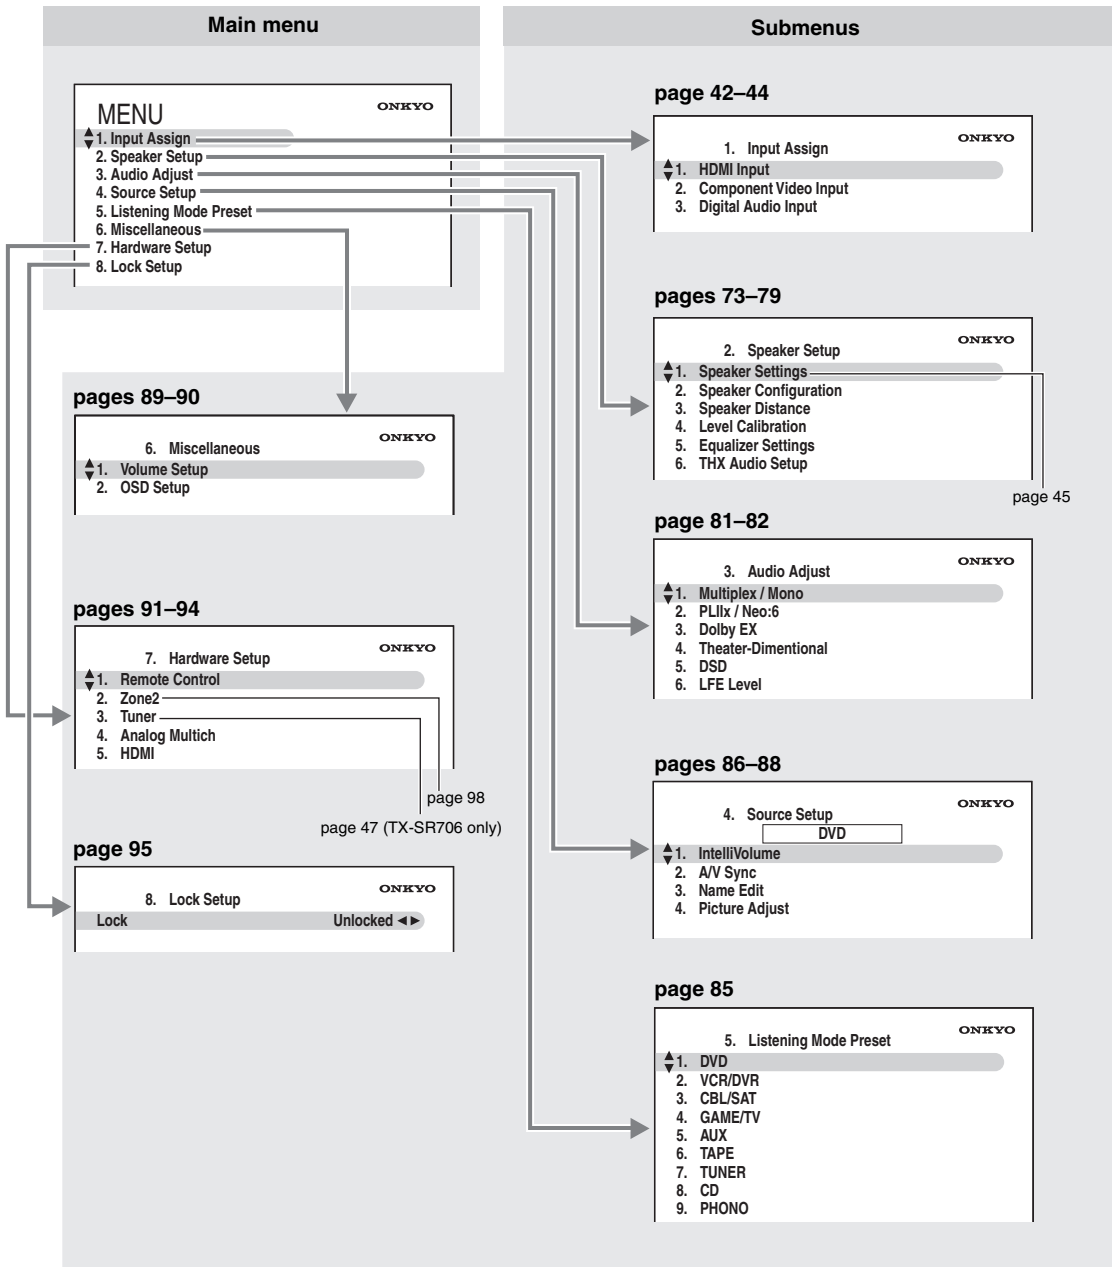 Main menu
Submenus
MENU
ONKYO
1. Input Assign
2. Speaker Setup
3. Audio Adjust
4. Source Setup
5. Listening Mode Preset
6. Miscellaneous
7. Hardware Setup
8. Lock Setup
page 42–44
ONKYO
1. Input Assign
1. HDMI Input
2. Component Video Input
3. Digital Audio Input
pages 73–79
ONKYO
2. Speaker Setup
1. Speaker Settings
2. Speaker Configuration
3. Speaker Distance
4. Level Calibration
5. Equalizer Settings
6. THX Audio Setup
page 45
pages 89–90
ONKYO
6. Miscellaneous
1. Volume Setup
2. OSD Setup
page 81–82
ONKYO
3. Audio Adjust
1. Multiplex / Mono
2. PLIIx / Neo:6
3. Dolby EX
4. Theater-Dimentional
5. DSD
6. LFE Level
pages 91–94
ONKYO
7. Hardware Setup
1. Remote Control
2. Zone2
3. Tuner
4. Analog Multich
5. HDMI
page 98
page 47 (TX-SR706 only)
pages 86–88
ONKYO
4. Source Setup
DVD
1. IntelliVolume
2. A/V Sync
3. Name Edit
4. Picture Adjust
page 95
ONKYO
8. Lock Setup
Lock Unlocked ◄►
page 85
ONKYO
5. Listening Mode Preset
1. DVD
2. VCR/DVR
3. CBL/SAT
4. GAME/TV
5. AUX
6. TAPE
7. TUNER
8. CD
9. PHONO